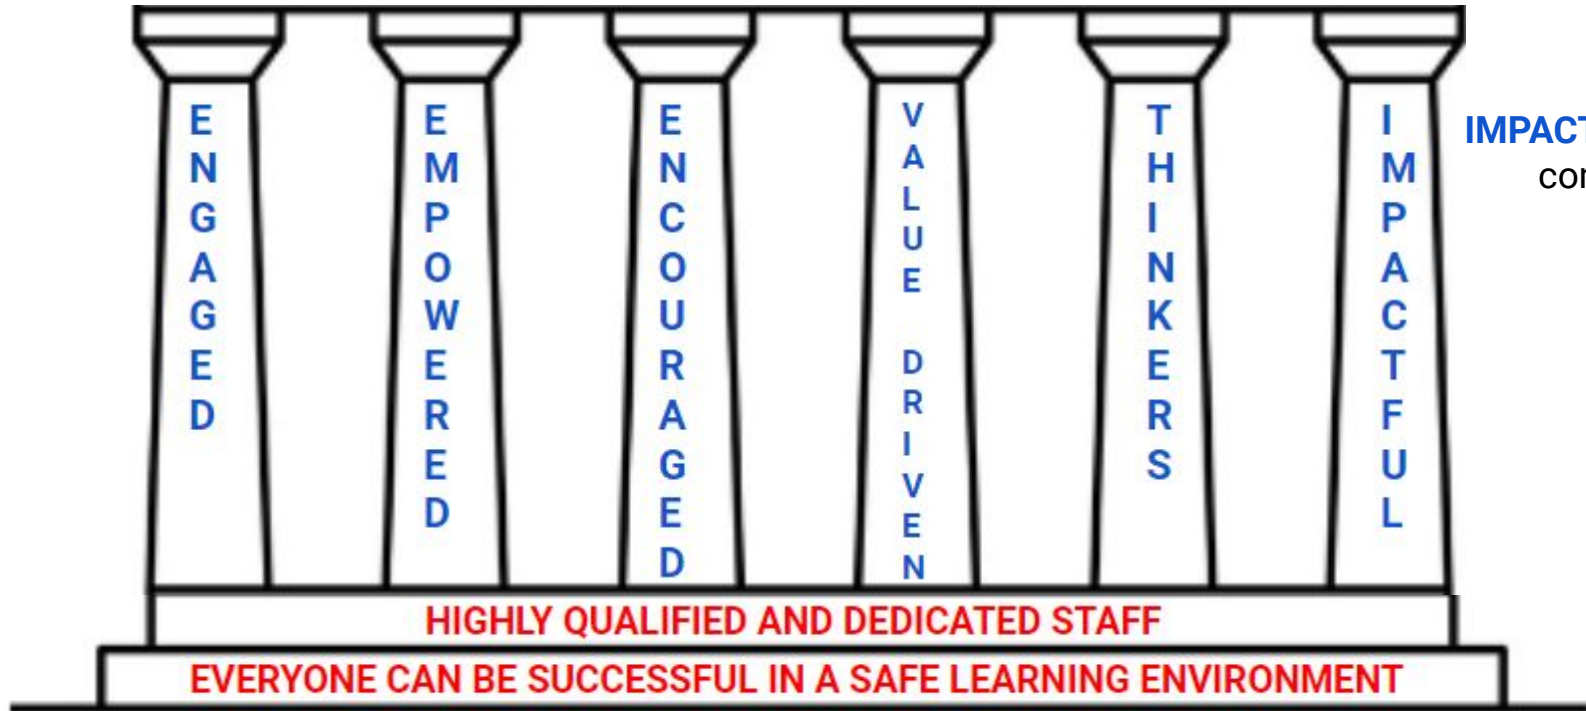 ENGAGED
EMPOWERED
ENCOURAGED
VALUE DRIVEN
THINKERS
IMPACTFUL
HIGHLY QUALIFIED AND DEDICATED STAFF
EVERYONE CAN BE SUCCESSFUL IN A SAFE LEARNING ENVIRONMENT